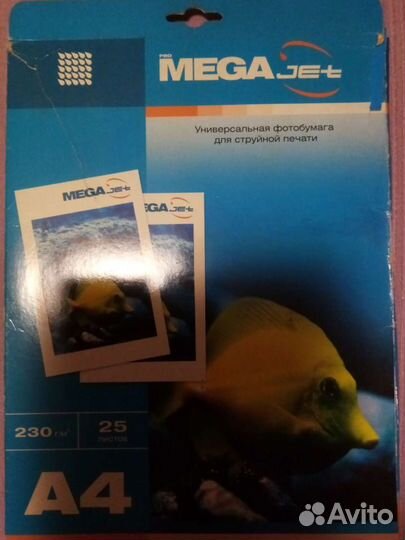 PRO
MEGA Jet
Универсальная фотобумага
для струйной печати
MEGA Jet
MEGA Jet
230 г/м² 25
листов
A4
Avito